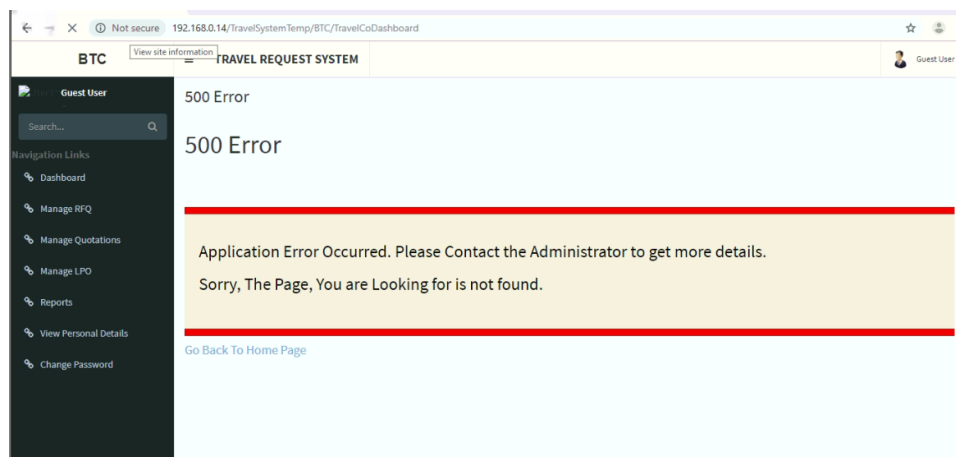 Not secure 192.168.0.14/TravelSystemTemp/BTC/TravelCoDashboard
View site information
BTC
TRAVEL REQUEST SYSTEM
Guest User
Guest User
Search...
Navigation Links
Dashboard
Manage RFQ
Manage Quotations
Manage LPO
Reports
View Personal Details
Change Password
500 Error
500 Error
Application Error Occurred. Please Contact the Administrator to get more details.
Sorry, The Page, You are Looking for is not found.
Go Back To Home Page